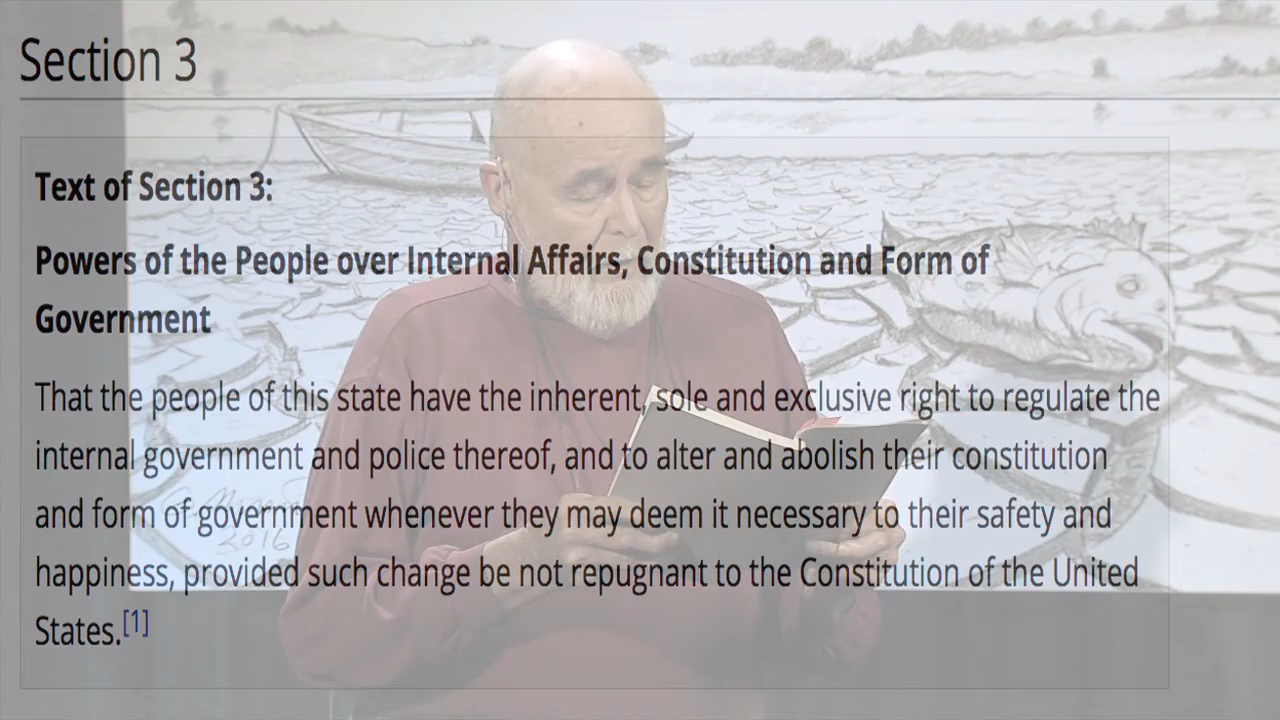 Section 3
Text of Section 3:
Powers of the People over Internal Affairs, Constitution and Form of
Government
That the people of this state have the inherent, sole and exclusive right to regulate the
internal government and police thereof, and to alter and abolish their constitution
and form of government whenever they may deem it necessary to their safety and
happiness, provided such change be not repugnant to the Constitution of the United
States.[1]
2016